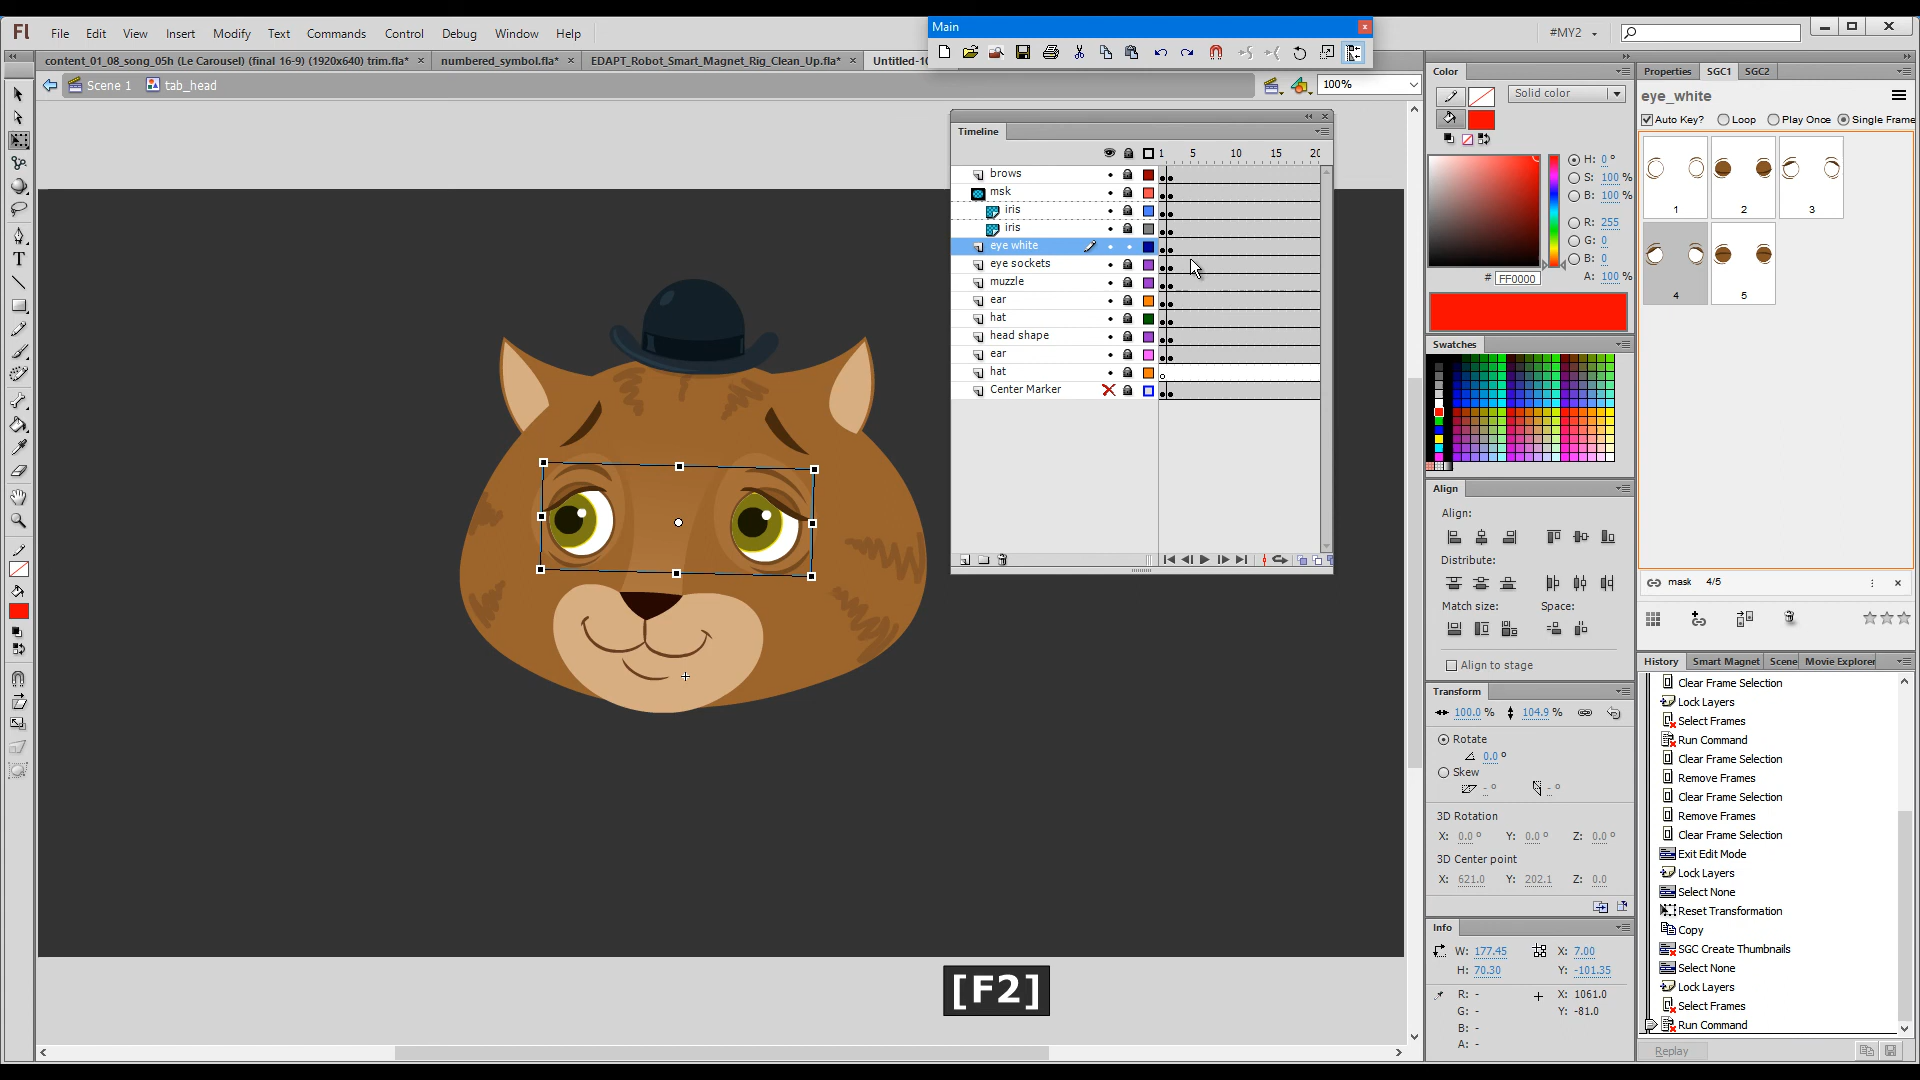 Main
Fl File Edit View Insert Modify Text Commands Control Debug Window Help
#MY2
content_01_08_song_05h (Le Carousel) (final 16-9) (1920x640) trim.fla* × numbered_symbol.fla* × EDAPT_Robot_Smart_Magnet_Rig_Clean_Up.fla* × Untitled-10
Scene 1 tab_head
100%
Timeline
1 5 10 15 20
brows
msk
iris
iris
eye white
eye sockets
muzzle
ear
hat
head shape
ear
hat
Center Marker
[F2]
Color
Solid color
H: 0 °
S: 100 %
B: 100 %
R: 255
G: 0
B: 0
# FF0000
A: 100 %
Swatches
Align
Align:
Distribute:
Match size: Space:
Align to stage
Transform
100.0 % 104.9 %
Rotate
0.0 °
Skew
- ° - °
3D Rotation
X: 0.0 ° Y: 0.0 ° Z: 0.0 °
3D Center point
X: 621.0 Y: 202.1 Z: 0.0
Info
W: 177.45 X: 7.00
H: 70.30 Y: -101.35
R: - X: 1061.0
G: - Y: -81.0
B: -
A: -
Properties SGC1 SGC2
eye_white
Auto Key? Loop Play Once Single Frame
1 2 3
4 5
mask 4/5
History Smart Magnet Scene Movie Explorer
Clear Frame Selection
Lock Layers
Select Frames
Run Command
Clear Frame Selection
Remove Frames
Clear Frame Selection
Remove Frames
Clear Frame Selection
Exit Edit Mode
Lock Layers
Select None
Reset Transformation
Copy
SGC Create Thumbnails
Select None
Lock Layers
Select Frames
Run Command
Replay